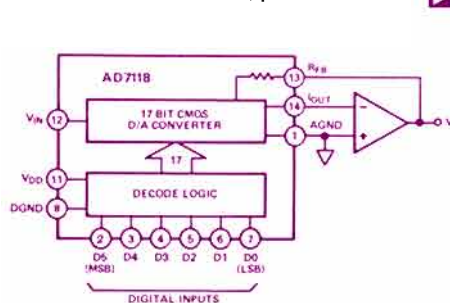 AD7118
13
RFB
14
IOUT
1
AGND
17 BIT CMOS
D/A CONVERTER
VIN
12
17
VDD
11
DGND
8
DECODE LOGIC
2 3 4 5 6 7
D5 D4 D3 D2 D1 D0
(MSB) (LSB)
DIGITAL INPUTS
− +
V